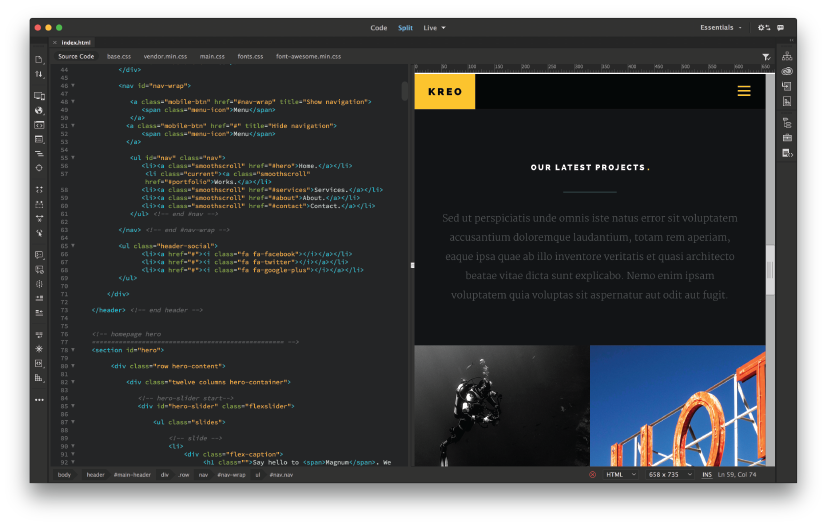 Code Split Live
Essentials
× index.html
Source Code base.css vendor.min.css main.css fonts.css font-awesome.min.css
0 50 100 150 200 250 300 350 400 450 500 550 600 650
44 </div>
45
46 <nav id="nav-wrap">
47
48 <a class="mobile-btn" href="#nav-wrap" title="Show navigation">
49 <span class="menu-icon">Menu</span>
50 </a>
51 <a class="mobile-btn" href="#" title="Hide navigation">
52 <span class="menu-icon">Menu</span>
53 </a>
54
55 <ul id="nav" class="nav">
56 <li><a class="smoothscroll" href="#hero">Home.</a></li>
57 <li class="current"><a class="smoothscroll"
href="#portfolio">Works.</a></li>
58 <li><a class="smoothscroll" href="#services">Services.</a></li>
59 <li><a class="smoothscroll" href="#about">About.</a></li>
60 <li><a class="smoothscroll" href="#contact">Contact.</a></li>
61 </ul> <!-- end #nav -->
62
63 </nav> <!-- end #nav-wrap -->
64
65 <ul class="header-social">
66 <li><a href="#"><i class="fa fa-facebook"></i></a></li>
67 <li><a href="#"><i class="fa fa-twitter"></i></a></li>
68 <li><a href="#"><i class="fa fa-google-plus"></i></a></li>
69 </ul>
70
71 </div>
72
73 </header> <!-- end header -->
74
75
76 <!-- homepage hero
77 =================================================== -->
78 <section id="hero">
79
80 <div class="row hero-content">
81
82 <div class="twelve columns hero-container">
83
84 <!-- hero-slider start-->
85 <div id="hero-slider" class="flexslider">
86
87 <ul class="slides">
88
89 <!-- slide -->
90 <li>
91 <div class="flex-caption">
92 <h1 class="">Say hello to <span>Magnum</span>. We
KREO
OUR LATEST PROJECTS.
Sed ut perspiciatis unde omnis iste natus error sit voluptatem
accusantium doloremque laudantium, totam rem aperiam,
eaque ipsa quae ab illo inventore veritatis et quasi architecto
beatae vitae dicta sunt explicabo. Nemo enim ipsam
voluptatem quia voluptas sit aspernatur aut odit aut fugit.
body header #main-header div .row nav #nav-wrap ul #nav.nav
HTML 658 x 735 INS Ln 59, Col 74